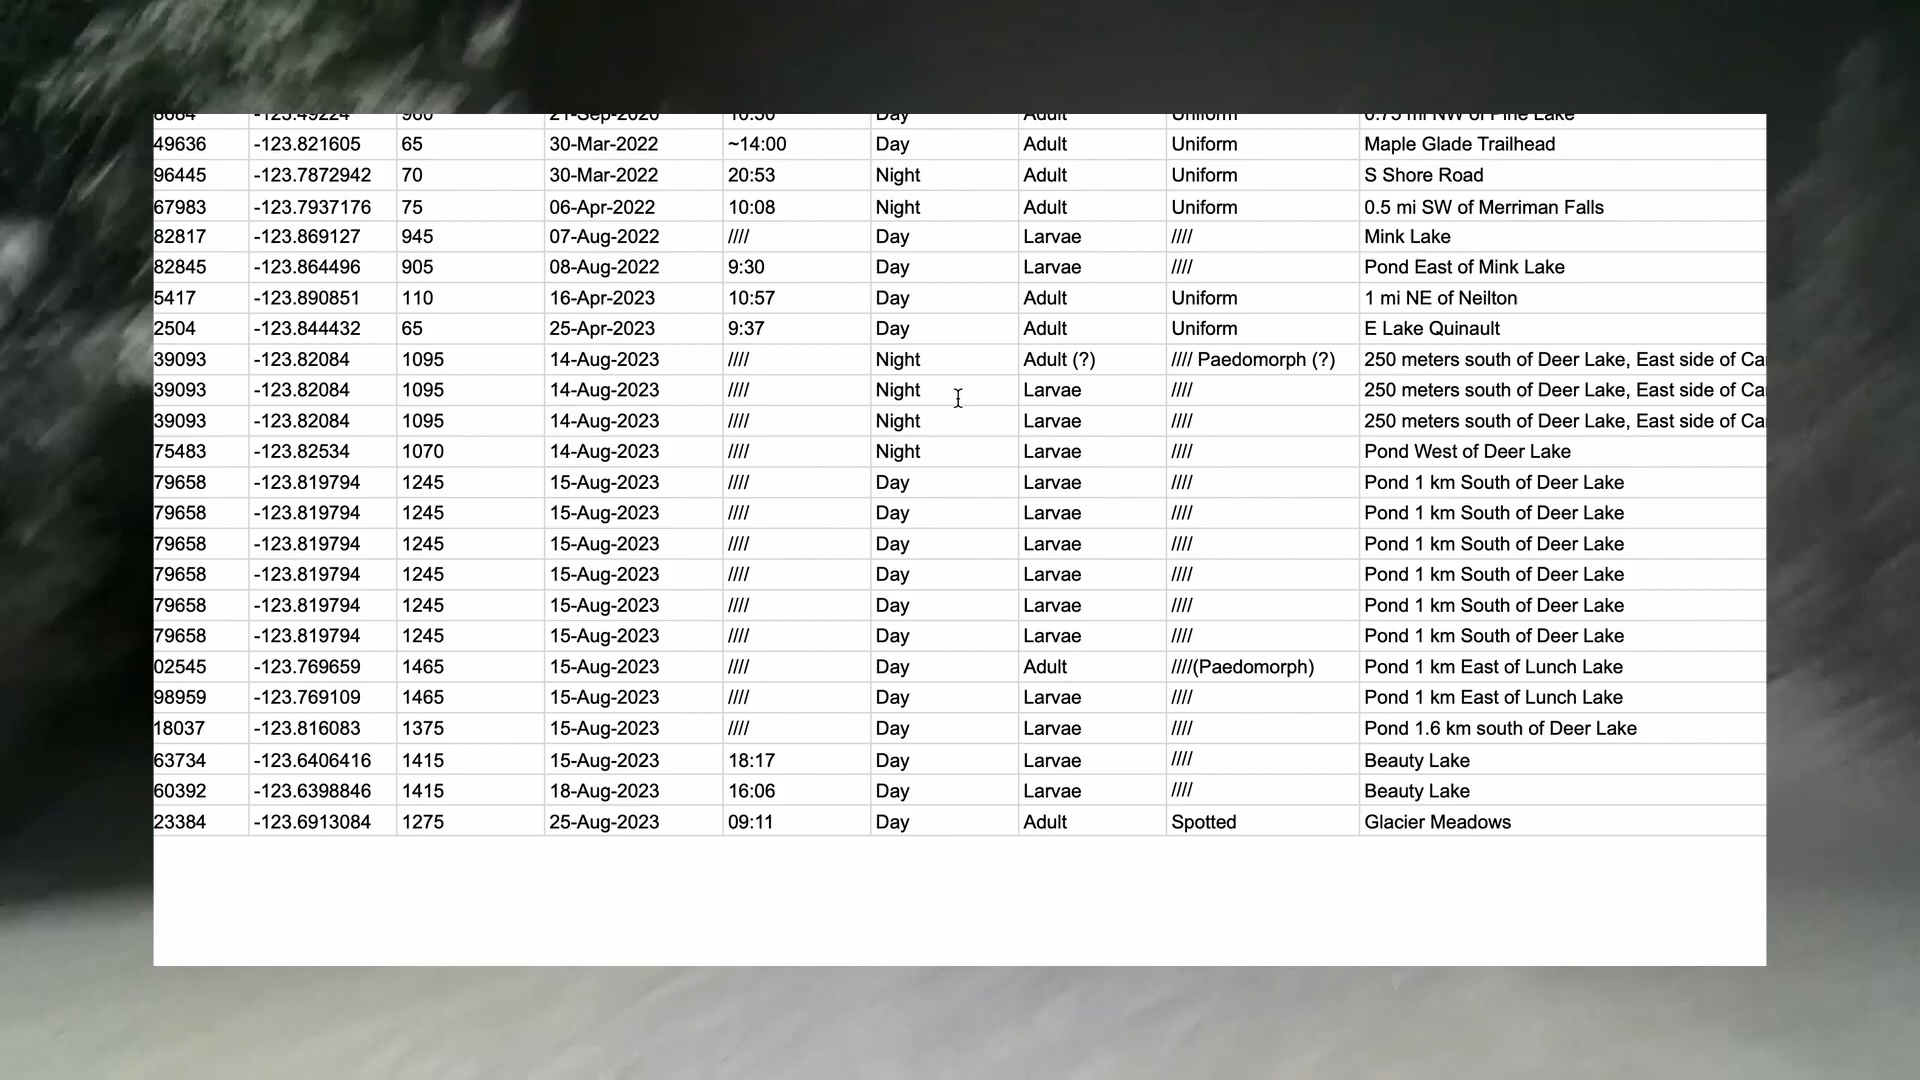 8684 -123.49224 960 21-Sep-2020 10:50 Day Adult Uniform 0.75 mi NW of Pine Lake
49636 -123.821605 65 30-Mar-2022 ~14:00 Day Adult Uniform Maple Glade Trailhead
96445 -123.7872942 70 30-Mar-2022 20:53 Night Adult Uniform S Shore Road
67983 -123.7937176 75 06-Apr-2022 10:08 Night Adult Uniform 0.5 mi SW of Merriman Falls
82817 -123.869127 945 07-Aug-2022 //// Day Larvae //// Mink Lake
82845 -123.864496 905 08-Aug-2022 9:30 Day Larvae //// Pond East of Mink Lake
5417 -123.890851 110 16-Apr-2023 10:57 Day Adult Uniform 1 mi NE of Neilton
2504 -123.844432 65 25-Apr-2023 9:37 Day Adult Uniform E Lake Quinault
39093 -123.82084 1095 14-Aug-2023 //// Night Adult (?) //// Paedomorph (?) 250 meters south of Deer Lake, East side of Ca
39093 -123.82084 1095 14-Aug-2023 //// Night Larvae //// 250 meters south of Deer Lake, East side of Ca
39093 -123.82084 1095 14-Aug-2023 //// Night Larvae //// 250 meters south of Deer Lake, East side of Ca
75483 -123.82534 1070 14-Aug-2023 //// Night Larvae //// Pond West of Deer Lake
79658 -123.819794 1245 15-Aug-2023 //// Day Larvae //// Pond 1 km South of Deer Lake
79658 -123.819794 1245 15-Aug-2023 //// Day Larvae //// Pond 1 km South of Deer Lake
79658 -123.819794 1245 15-Aug-2023 //// Day Larvae //// Pond 1 km South of Deer Lake
79658 -123.819794 1245 15-Aug-2023 //// Day Larvae //// Pond 1 km South of Deer Lake
79658 -123.819794 1245 15-Aug-2023 //// Day Larvae //// Pond 1 km South of Deer Lake
79658 -123.819794 1245 15-Aug-2023 //// Day Larvae //// Pond 1 km South of Deer Lake
02545 -123.769659 1465 15-Aug-2023 //// Day Adult ////(Paedomorph) Pond 1 km East of Lunch Lake
98959 -123.769109 1465 15-Aug-2023 //// Day Larvae //// Pond 1 km East of Lunch Lake
18037 -123.816083 1375 15-Aug-2023 //// Day Larvae //// Pond 1.6 km south of Deer Lake
63734 -123.6406416 1415 15-Aug-2023 18:17 Day Larvae //// Beauty Lake
60392 -123.6398846 1415 18-Aug-2023 16:06 Day Larvae //// Beauty Lake
23384 -123.6913084 1275 25-Aug-2023 09:11 Day Adult Spotted Glacier Meadows